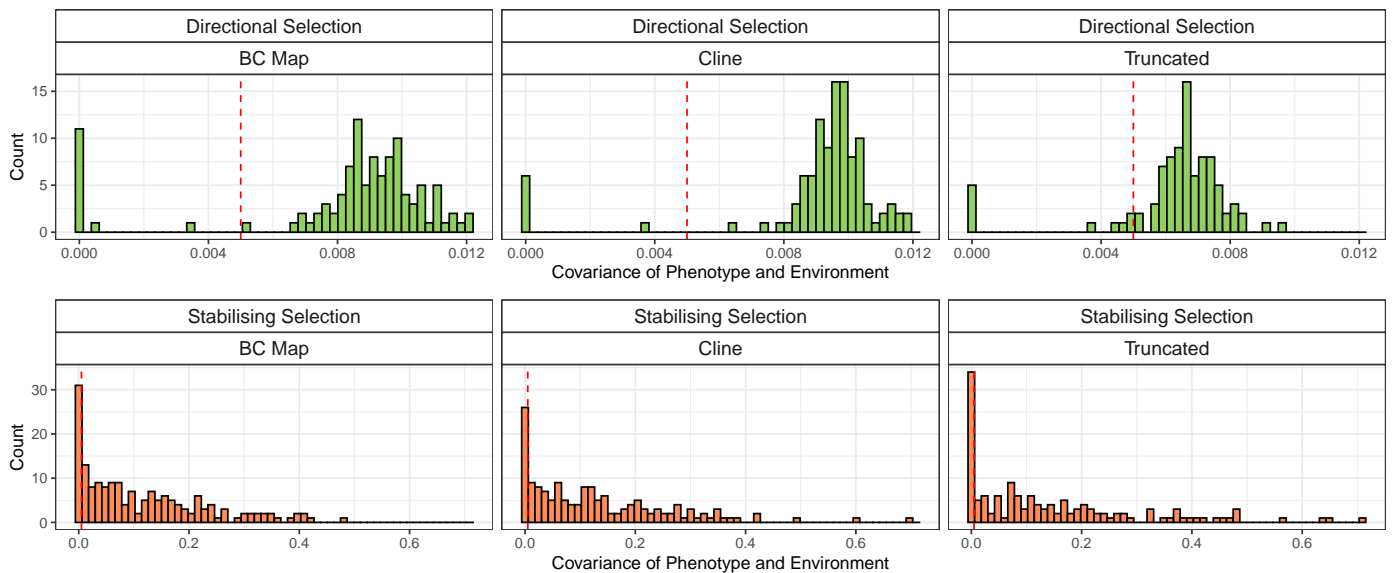 Directional Selection Directional Selection Directional Selection
BC Map Cline Truncated
15
10
5
0
Count
0.000 0.004 0.008 0.012 0.000 0.004 0.008 0.012 0.000 0.004 0.008 0.012
Covariance of Phenotype and Environment
Stabilising Selection Stabilising Selection Stabilising Selection
BC Map Cline Truncated
30
20
10
0
Count
0.0 0.2 0.4 0.6 0.0 0.2 0.4 0.6 0.0 0.2 0.4 0.6
Covariance of Phenotype and Environment